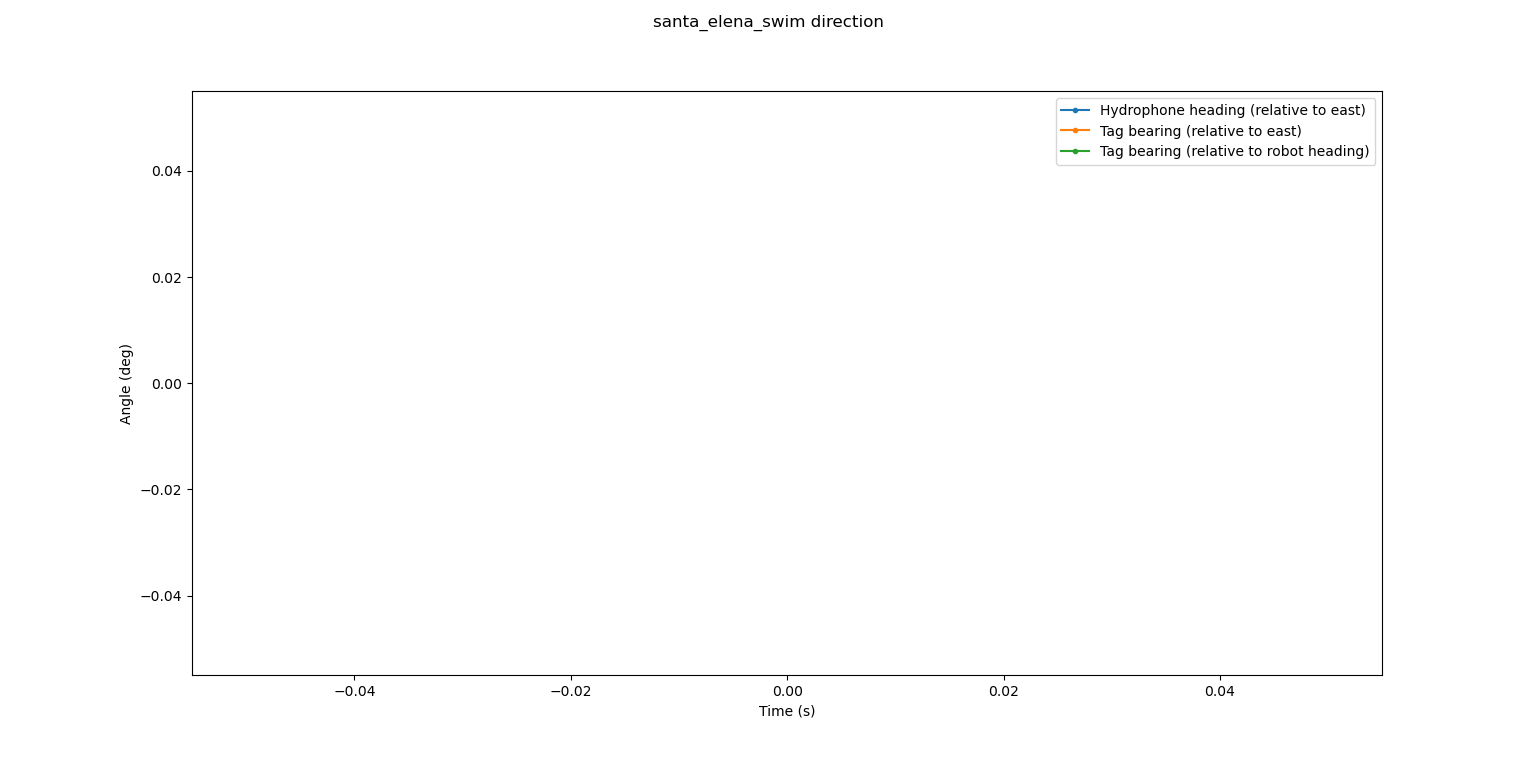 santa_elena_swim direction
Hydrophone heading (relative to east)
Tag bearing (relative to east)
Tag bearing (relative to robot heading)
0.04
0.02
0.00
−0.02
−0.04
Angle (deg)
−0.04
−0.02
0.00
0.02
0.04
Time (s)